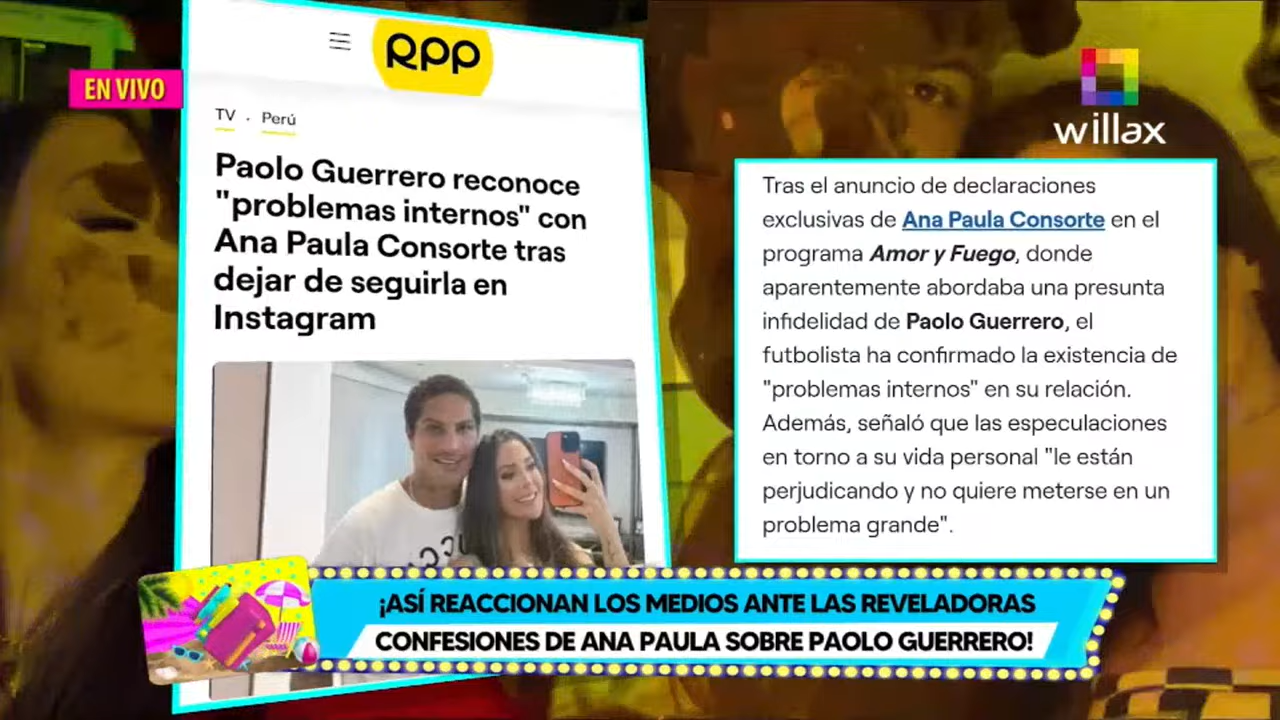 EN VIVO
RPP
TV . Perú
Paolo Guerrero reconoce
"problemas internos" con
Ana Paula Consorte tras
dejar de seguirla en
Instagram
willax
Tras el anuncio de declaraciones
exclusivas de Ana Paula Consorte en el
programa Amor y Fuego, donde
aparentemente abordaba una presunta
infidelidad de Paolo Guerrero, el
futbolista ha confirmado la existencia de
"problemas internos" en su relación.
Además, señaló que las especulaciones
en torno a su vida personal "le están
perjudicando y no quiere meterse en un
problema grande".
¡ASÍ REACCIONAN LOS MEDIOS ANTE LAS REVELADORAS
CONFESIONES DE ANA PAULA SOBRE PAOLO GUERRERO!